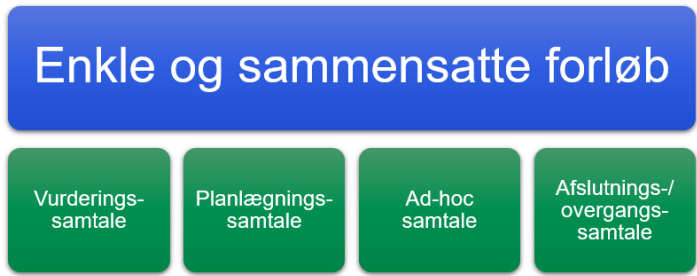 Enkle og sammensatte forløb
Vurderings-
samtale
Planlægnings-
samtale
Ad-hoc
samtale
Afslutnings-/
overgangs-
samtale